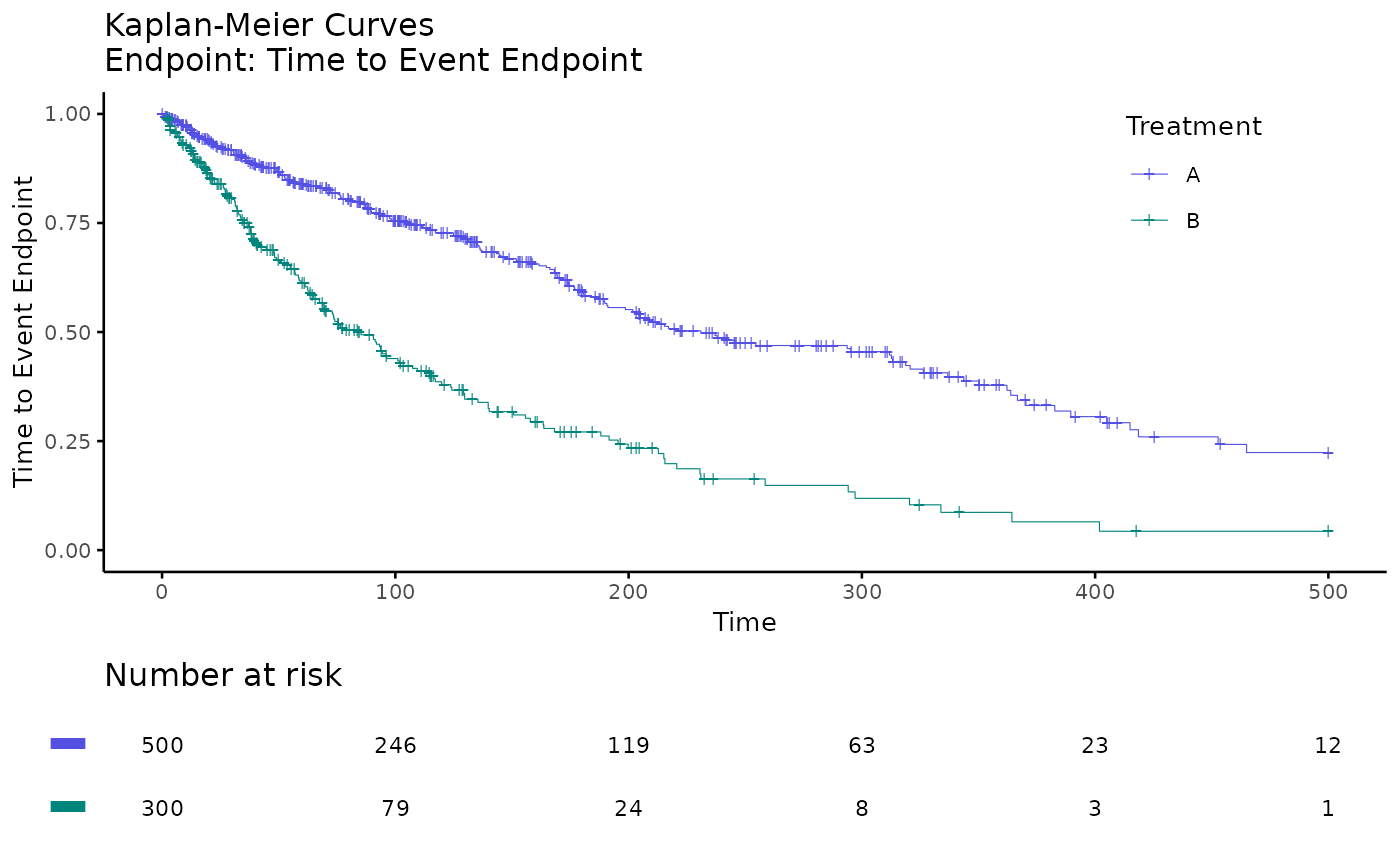 Kaplan-Meier Curves
Endpoint: Time to Event Endpoint
Time to Event Endpoint
1.00
0.75
0.50
0.25
0.00
Treatment
A
B
0 100 200 300 400 500
Time
Number at risk
500 246 119 63 23 12
300 79 24 8 3 1